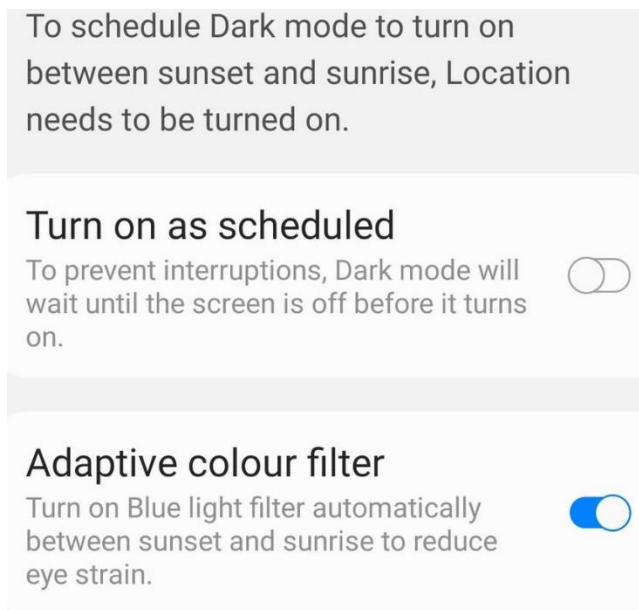 To schedule Dark mode to turn on
between sunset and sunrise, Location
needs to be turned on.
Turn on as scheduled
To prevent interruptions, Dark mode will
wait until the screen is off before it turns
on.
Adaptive colour filter
Turn on Blue light filter automatically
between sunset and sunrise to reduce
eye strain.